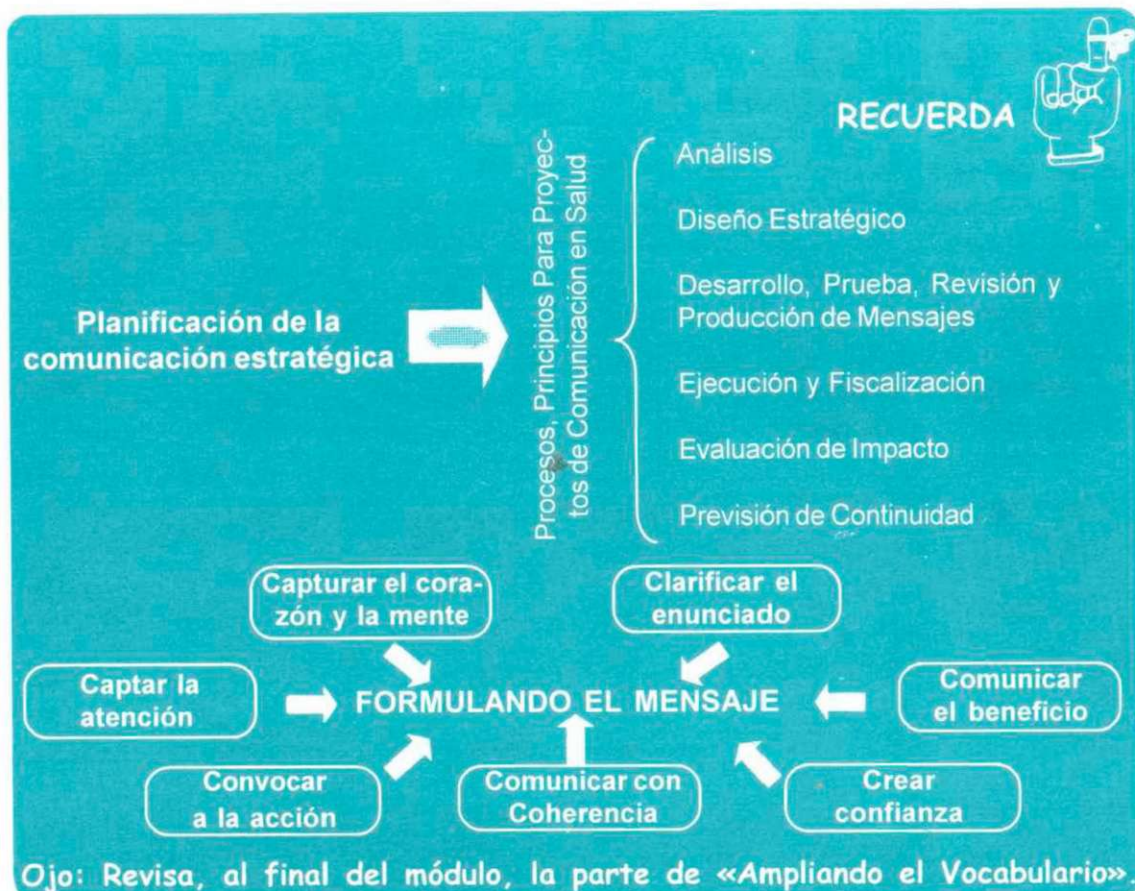 RECUERDA
Planificación de la
comunicación estratégica
Procesos, Principios Para Proyec-
tos de Comunicación en Salud
Análisis
Diseño Estratégico
Desarrollo, Prueba, Revisión y
Producción de Mensajes
Ejecución y Fiscalización
Evaluación de Impacto
Previsión de Continuidad
Capturar el cora-
zón y la mente
Clarificar el
enunciado
Captar la
atención
FORMULANDO EL MENSAJE
Comunicar
el beneficio
Convocar
a la acción
Comunicar con
Coherencia
Crear
confianza
Ojo: Revisa, al final del módulo, la parte de «Ampliando el Vocabulario».